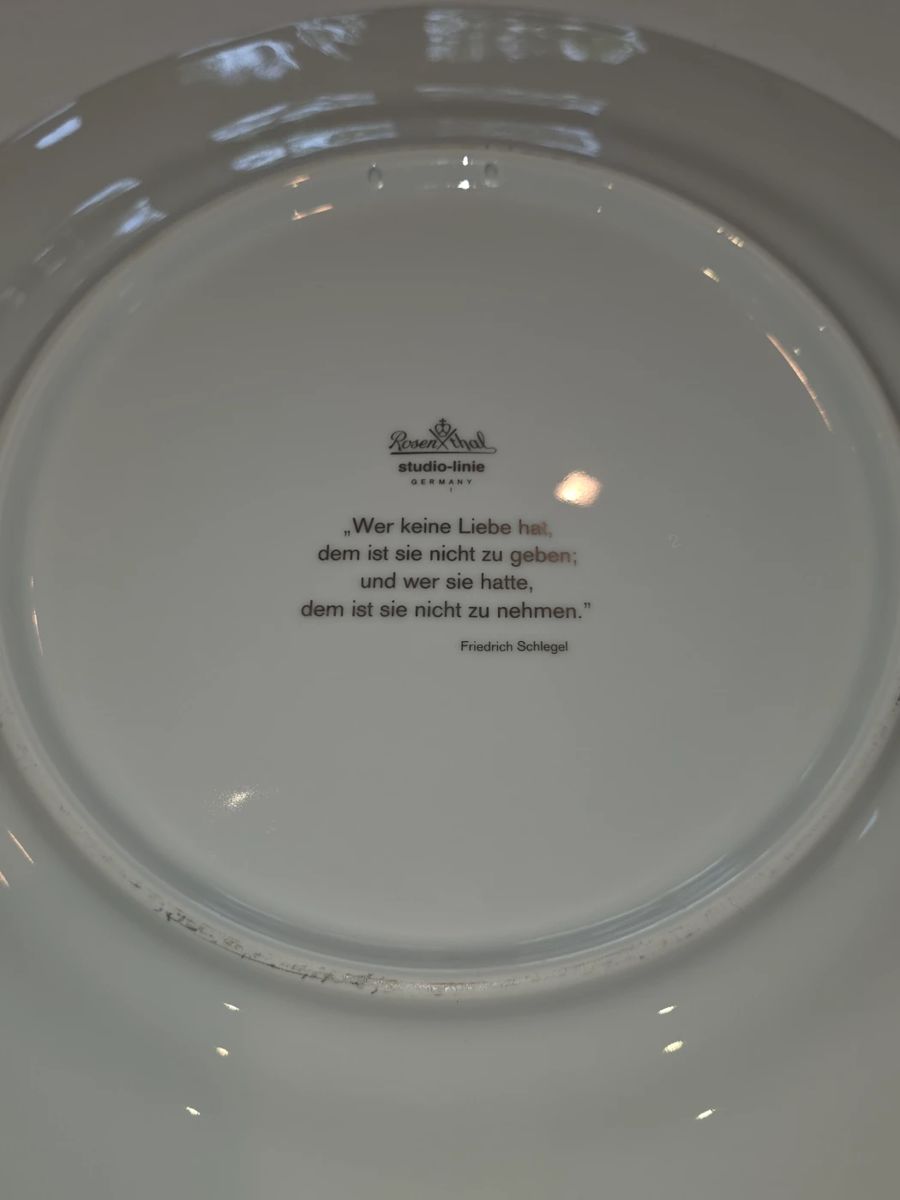 Rosenthal
studio-linie
GERMANY
„Wer keine Liebe hat,
dem ist sie nicht zu geben;
und wer sie hatte,
dem ist sie nicht zu nehmen.”
Friedrich Schlegel